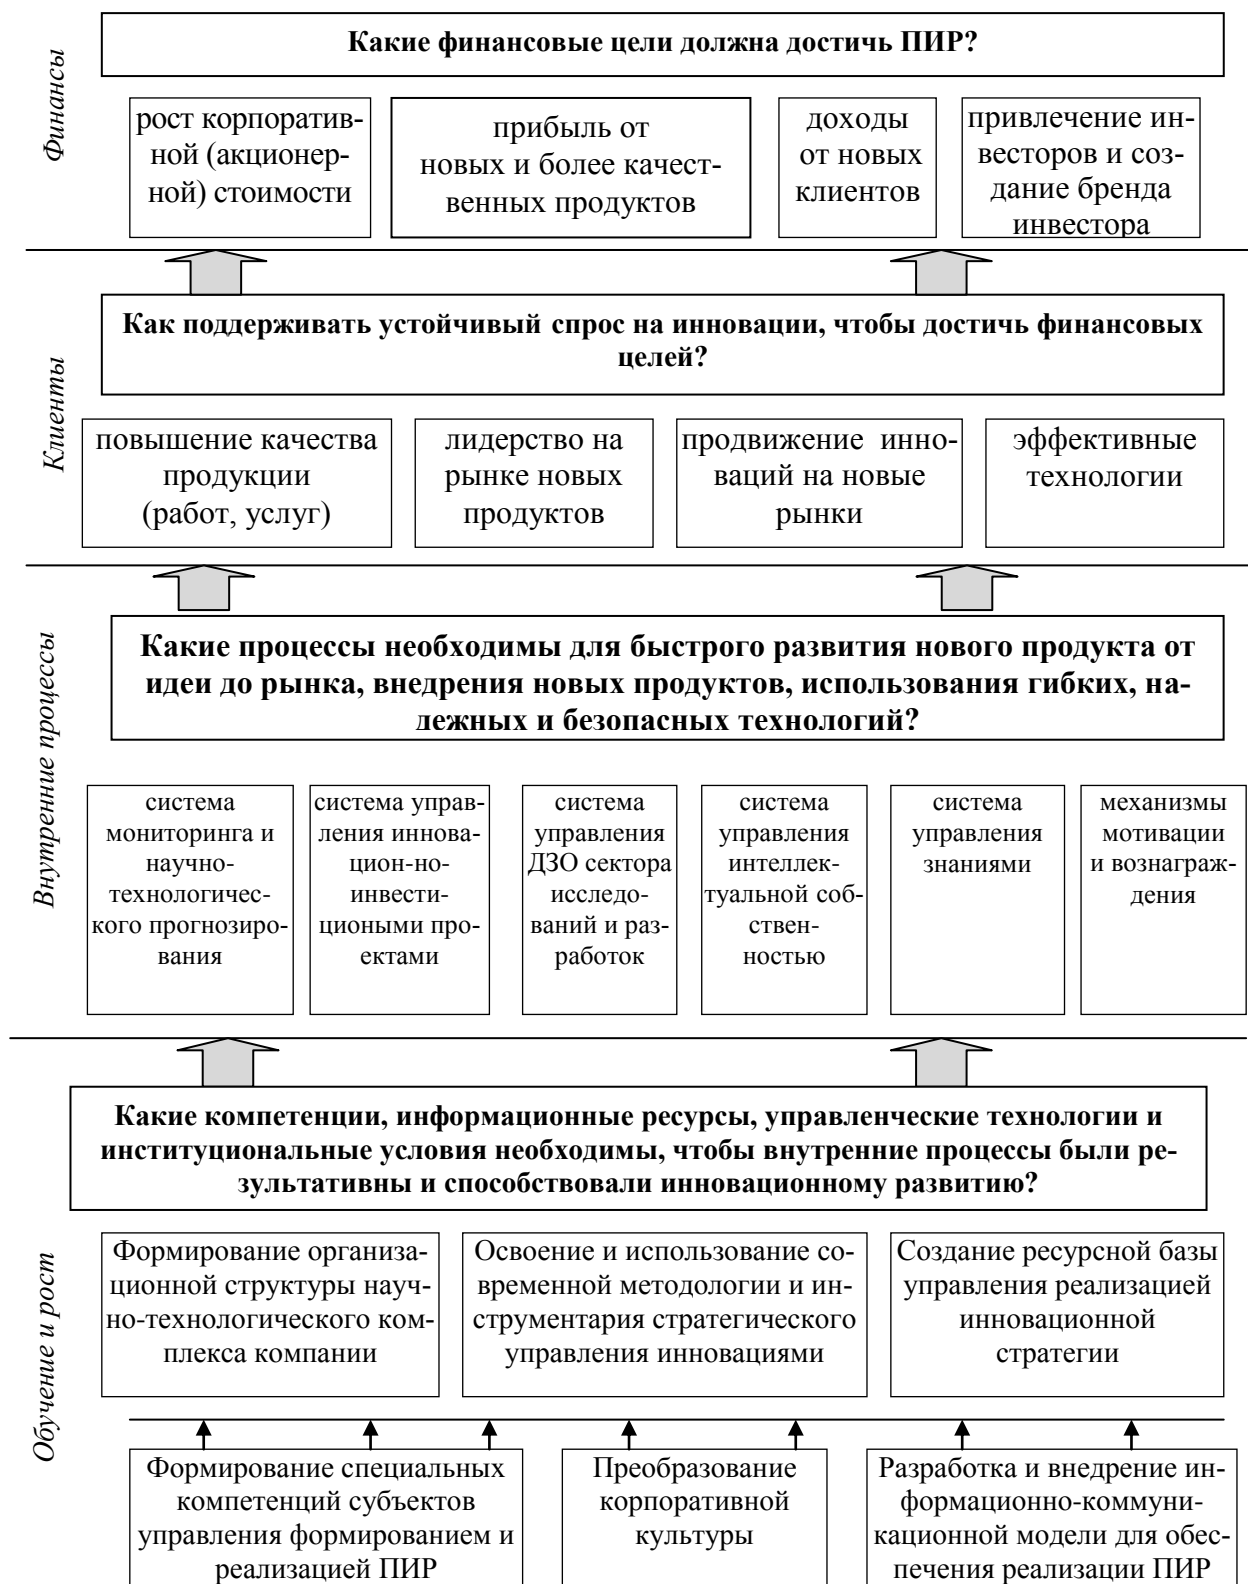 Финансы
Какие финансовые цели должна достичь ПИР?
рост корпоратив-
ной (акционер-
ной) стоимости
прибыль от
новых и более качест-
венных продуктов
доходы
от новых
клиентов
привлечение ин-
весторов и соз-
дание бренда
инвестора
Клиенты
Как поддерживать устойчивый спрос на инновации, чтобы достичь финансовых
целей?
повышение качества
продукции
(работ, услуг)
лидерство на
рынке новых
продуктов
продвижение инно-
ваций на новые
рынки
эффективные
технологии
Внутренние процессы
Какие процессы необходимы для быстрого развития нового продукта от
идеи до рынка, внедрения новых продуктов, использования гибких, на-
дежных и безопасных технологий?
система
мониторинга и
научно-
технологичес-
кого прогнозиро-
вания
система управ-
ления иннова-
цион-но-
инвести-
циоными про-
ектами
система
управления
ДЗО сектора
исследо-
ваний и раз-
работок
система
управления
интеллек-
туальной соб-
ствен-
ностью
система
управления
знаниями
механизмы
мотивации
и вознаграж-
дения
Обучение и рост
Какие компетенции, информационные ресурсы, управленческие технологии и
институциональные условия необходимы, чтобы внутренние процессы были ре-
зультативны и способствовали инновационному развитию?
Формирование организа-
ционной структуры науч-
но-технологического ком-
плекса компании
Освоение и использование со-
временной методологии и ин-
струментария стратегического
управления инновациями
Создание ресурсной базы
управления реализацией
инновационной
стратегии
Формирование специальных
компетенций субъектов
управления формированием и
реализацией ПИР
Преобразование
корпоративной
культуры
Разработка и внедрение ин-
формационно-коммуни-
кационной модели для обес-
печения реализации ПИР